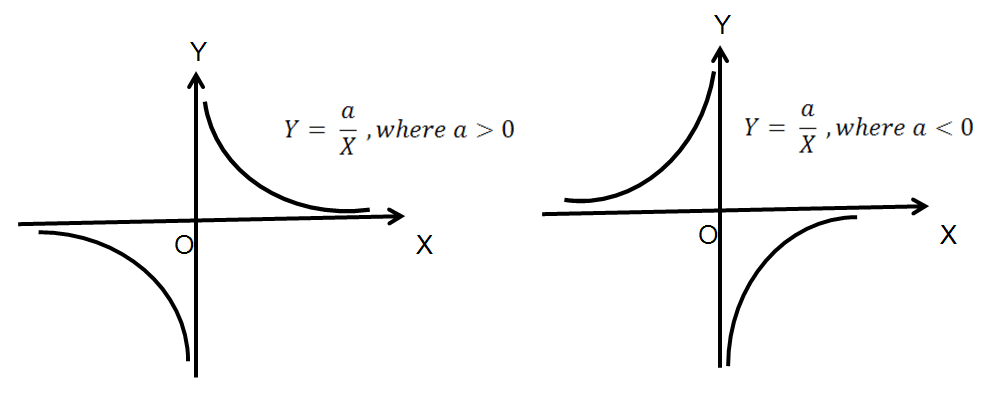 Y
Y = a/X , where a > 0
O
X
Y
Y = a/X , where a < 0
O
X